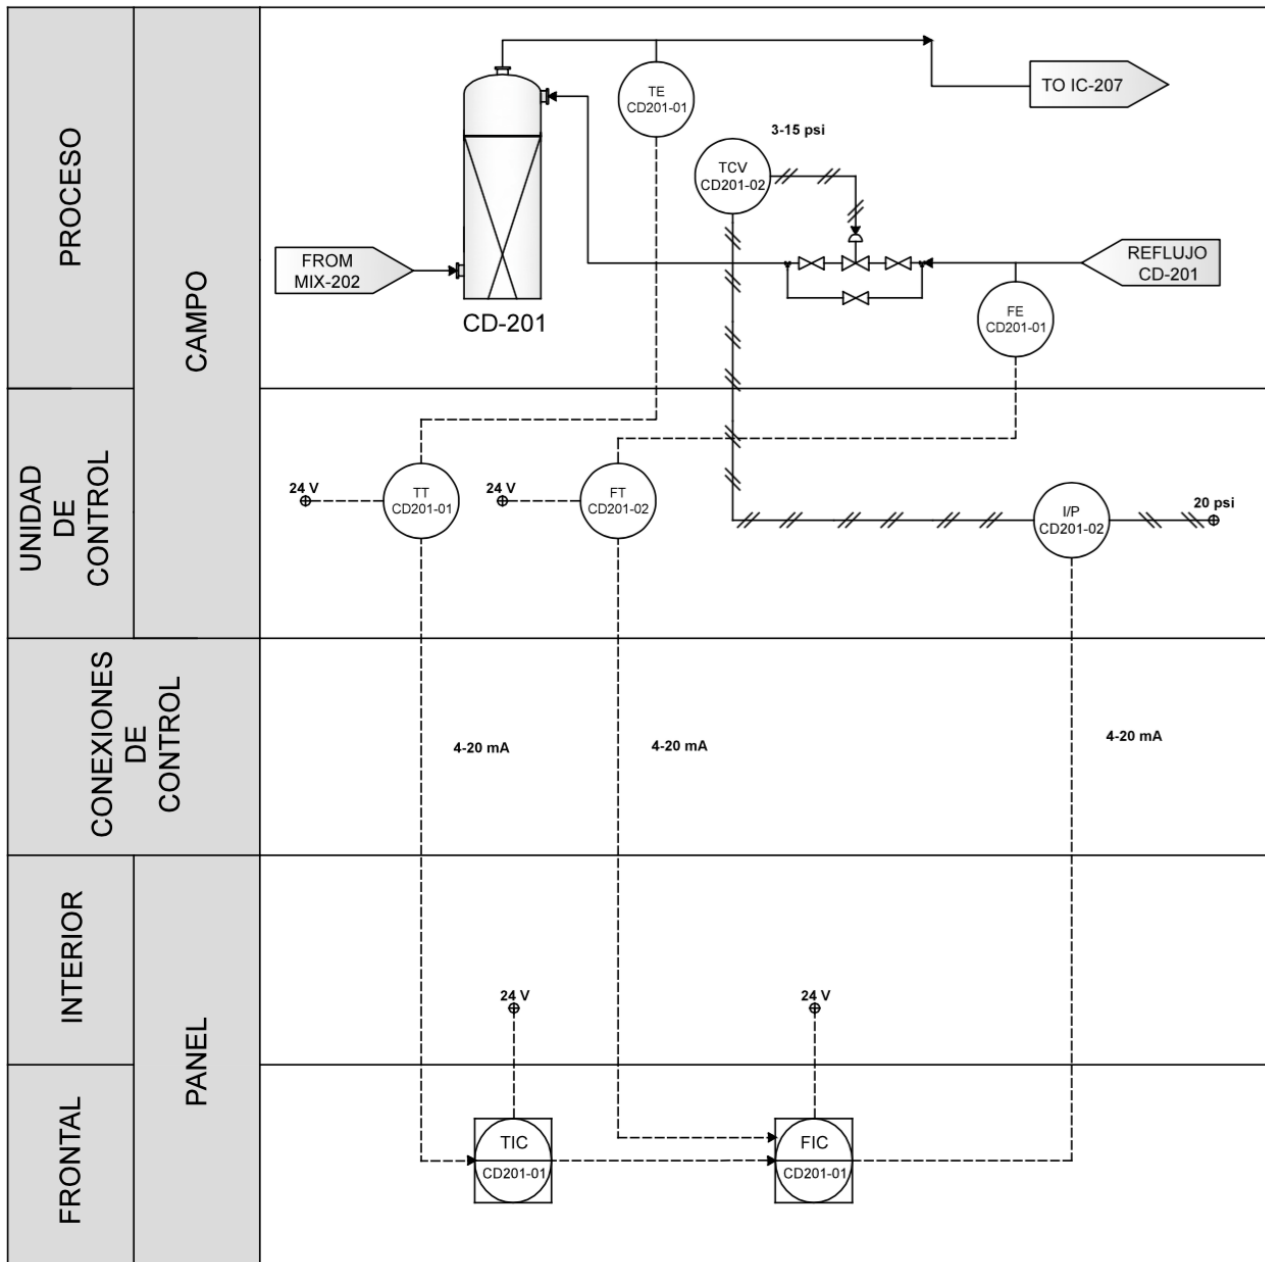 PROCESO
CAMPO
TE
CD201-01
TO IC-207
3-15 psi
TCV
CD201-02
FROM
MIX-202
REFLUJO
CD-201
CD-201
FE
CD201-01
UNIDAD
DE
CONTROL
24 V
TT
CD201-01
24 V
FT
CD201-02
I/P
CD201-02
20 psi
CONEXIONES
DE
CONTROL
4-20 mA
4-20 mA
4-20 mA
INTERIOR
PANEL
24 V
24 V
FRONTAL
TIC
CD201-01
FIC
CD201-01